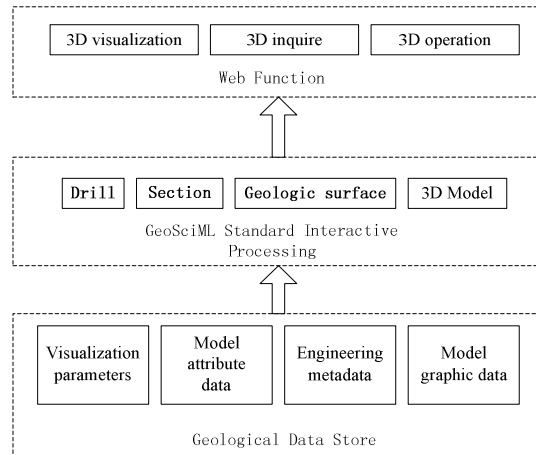 3D visualization
3D inquire
3D operation
Web Function
Drill
Section
Geologic surface
3D Model
GeoSciML Standard Interactive
Processing
Visualization
parameters
Model
attribute
data
Engineering
metadata
Model
graphic data
Geological Data Store